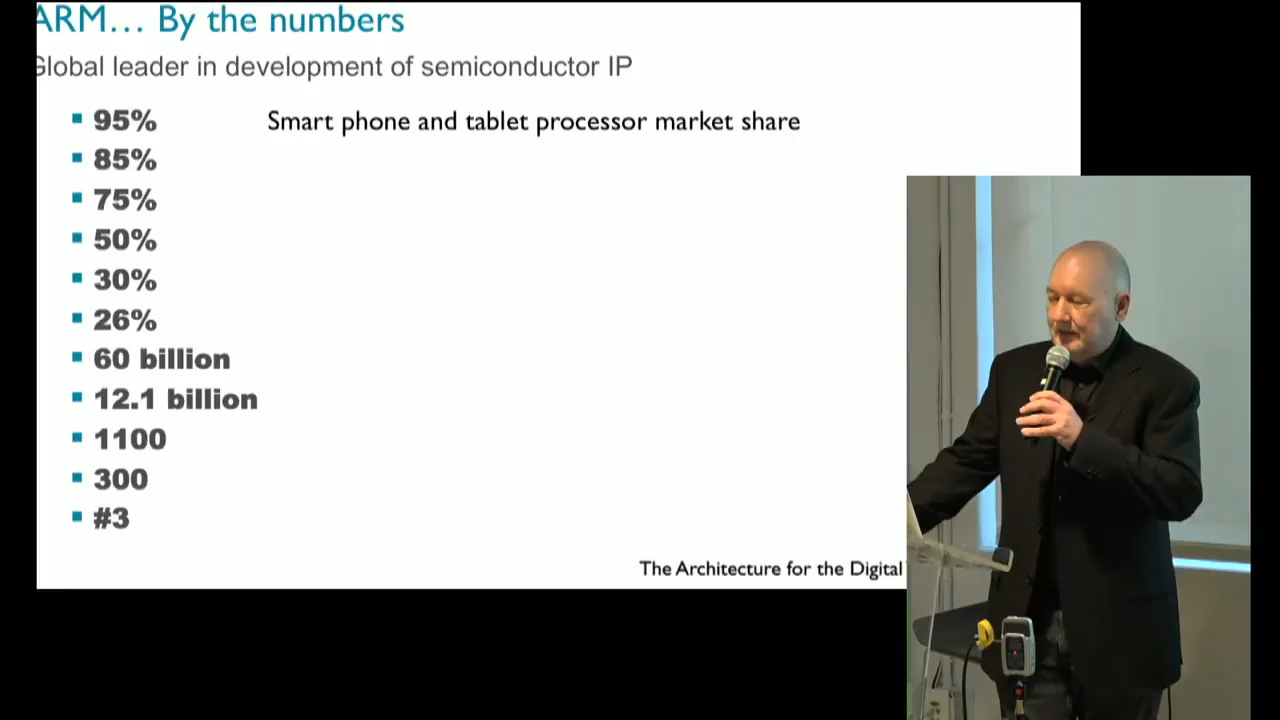 ARM... By the numbers
Global leader in development of semiconductor IP
95% Smart phone and tablet processor market share
85%
75%
50%
30%
26%
60 billion
12.1 billion
1100
300
#3
The Architecture for the Digital